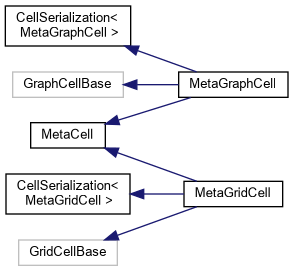 CellSerialization<
MetaGraphCell >
GraphCellBase
MetaGraphCell
MetaCell
CellSerialization<
MetaGridCell >
MetaGridCell
GridCellBase